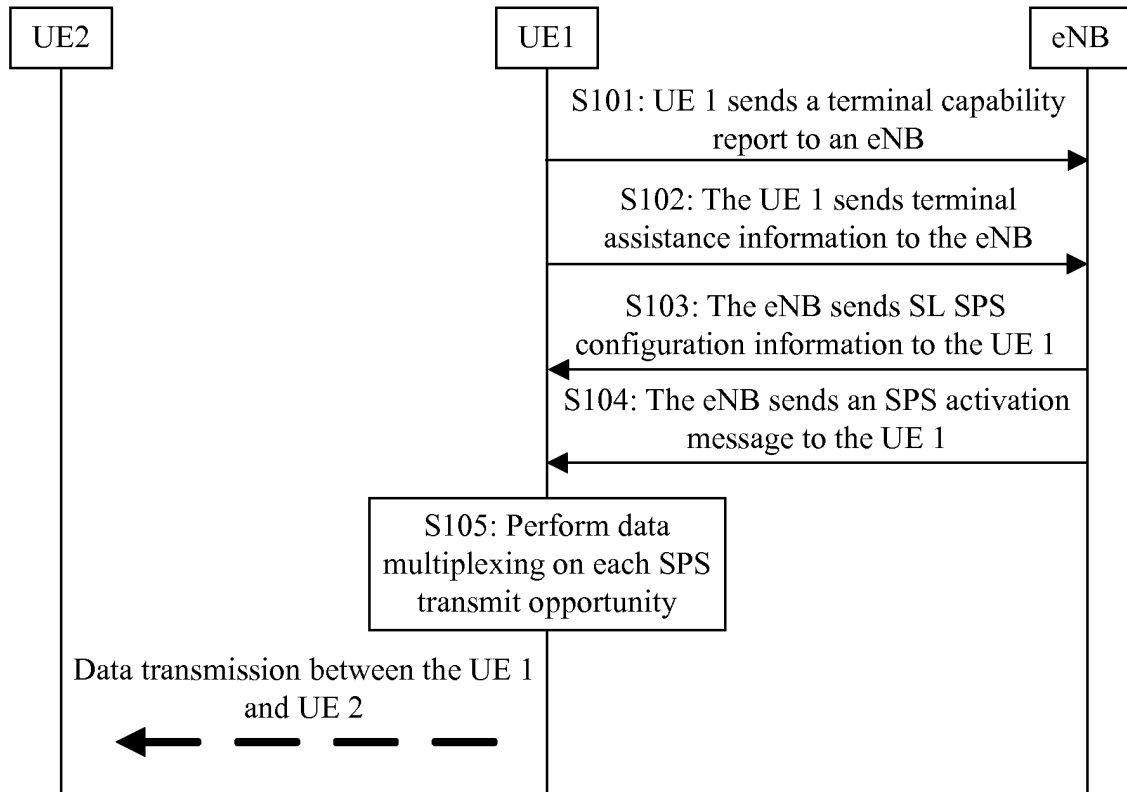 UE2
UE1
eNB
S101: UE 1 sends a terminal capability
report to an eNB
S102: The UE 1 sends terminal
assistance information to the eNB
S103: The eNB sends SL SPS
configuration information to the UE 1
S104: The eNB sends an SPS activation
message to the UE 1
S105: Perform data
multiplexing on each SPS
transmit opportunity
Data transmission between the UE 1
and UE 2